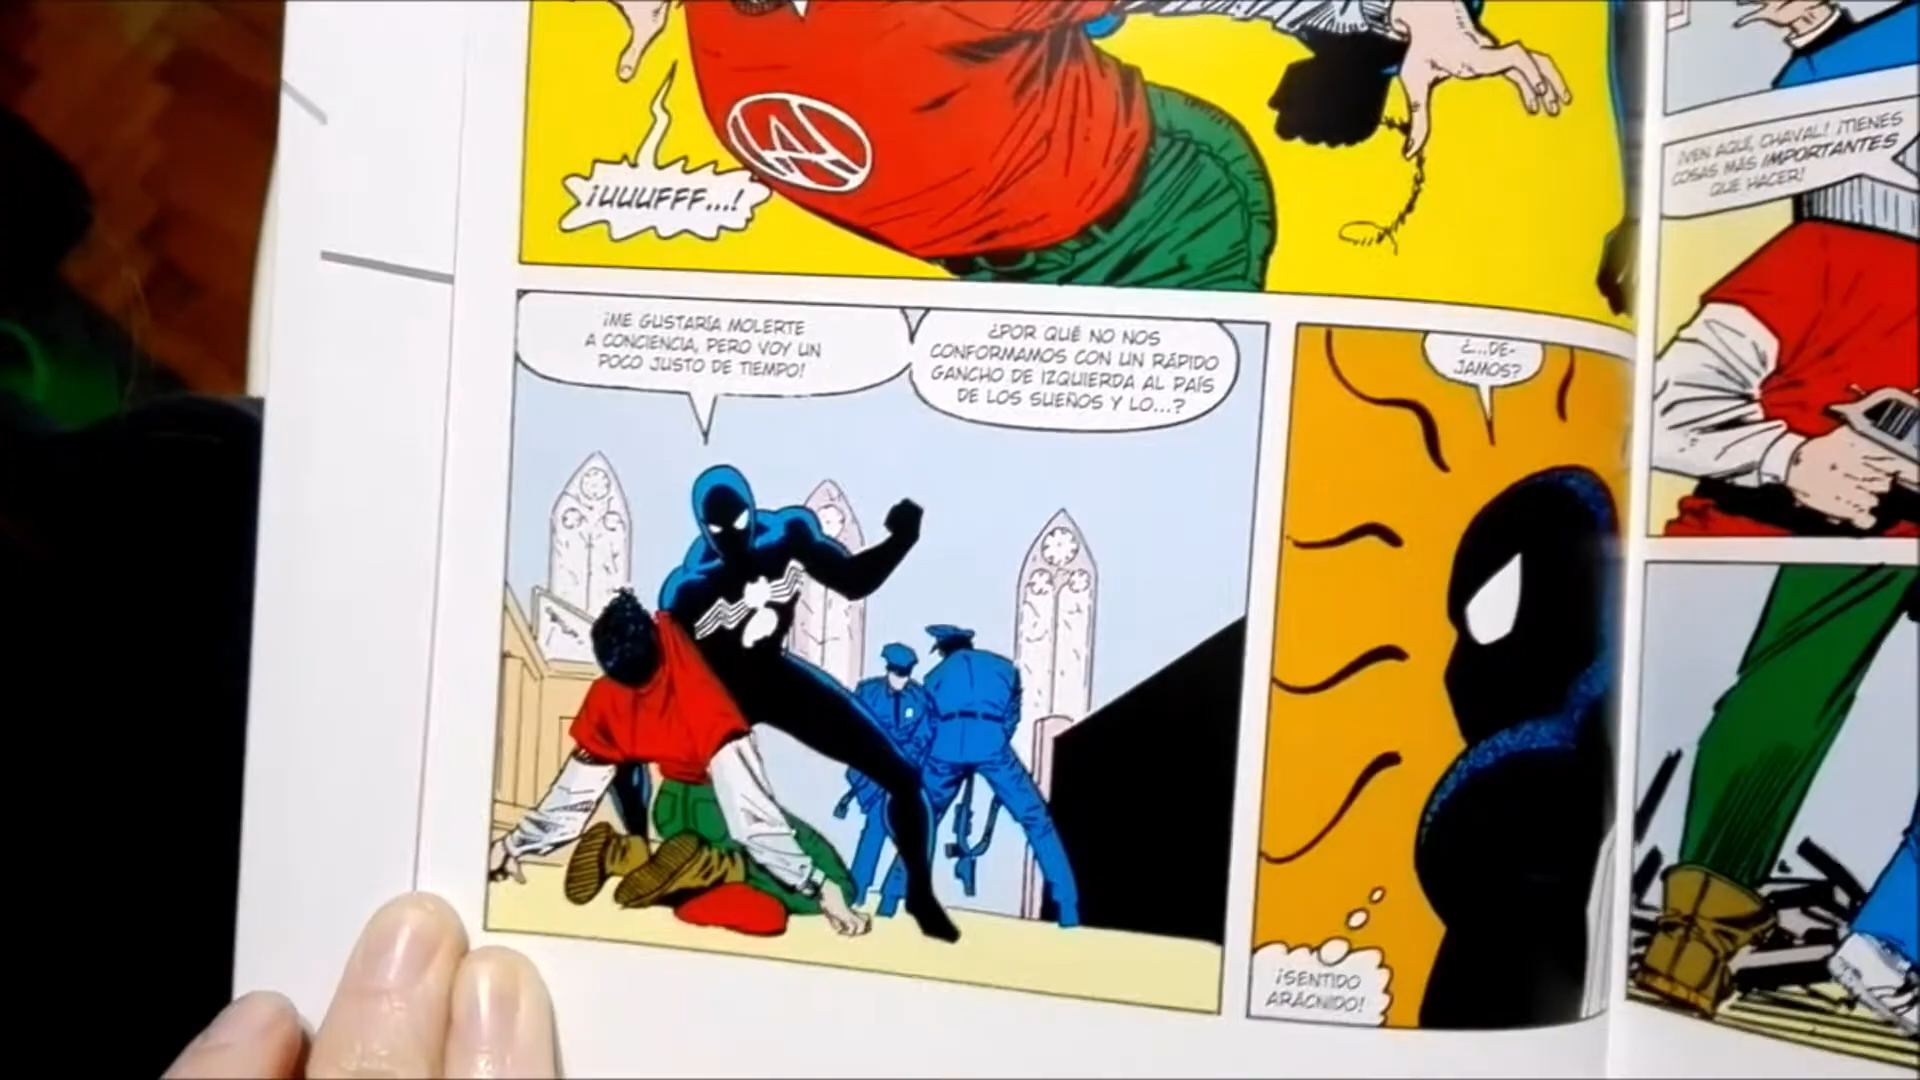 ¡UUUFFF...!
¡ME GUSTARÍA MOLERTE
A CONCIENCIA, PERO VOY UN
POCO JUSTO DE TIEMPO!
¿POR QUÉ NO NOS
CONFORMAMOS CON UN RÁPIDO
GANCHO DE IZQUIERDA AL PAÍS
DE LOS SUEÑOS Y LO...?
¿...DE-
JAMOS?
¡SENTIDO
ARÁCNIDO!
¡VEN AQUÍ, CHAVAL! ¡TIENES
COSAS MÁS IMPORTANTES
QUE HACER!